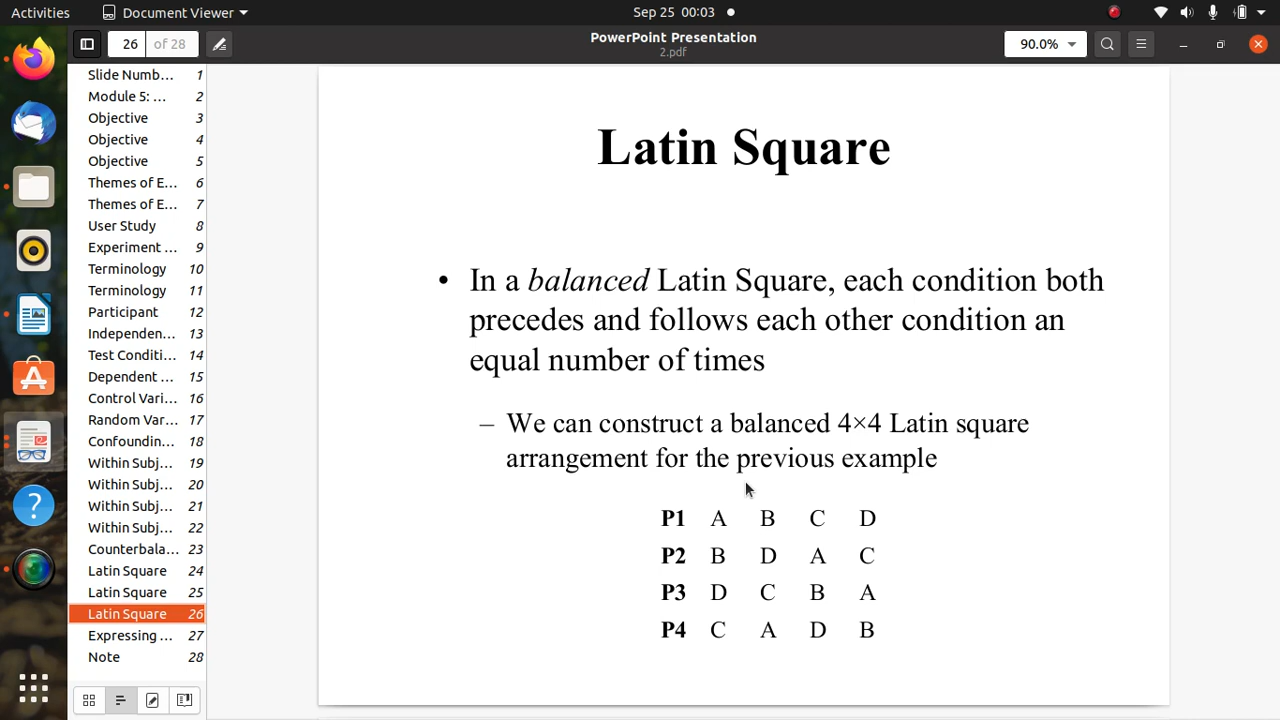 Activities Document Viewer Sep 25 00:03
26 of 28 PowerPoint Presentation 90.0%
2.pdf
Slide Numb... 1
Module 5: ... 2
Objective 3
Objective 4
Objective 5
Themes of E... 6
Themes of E... 7
User Study 8
Experiment ... 9
Terminology 10
Terminology 11
Participant 12
Independen... 13
Test Conditi... 14
Dependent ... 15
Control Vari... 16
Random Var... 17
Confoundin... 18
Within Subj... 19
Within Subj... 20
Within Subj... 21
Within Subj... 22
Counterbala... 23
Latin Square 24
Latin Square 25
Latin Square 26
Expressing ... 27
Note 28
Latin Square
• In a balanced Latin Square, each condition both
precedes and follows each other condition an
equal number of times
– We can construct a balanced 4×4 Latin square
arrangement for the previous example
P1 A B C D
P2 B D A C
P3 D C B A
P4 C A D B